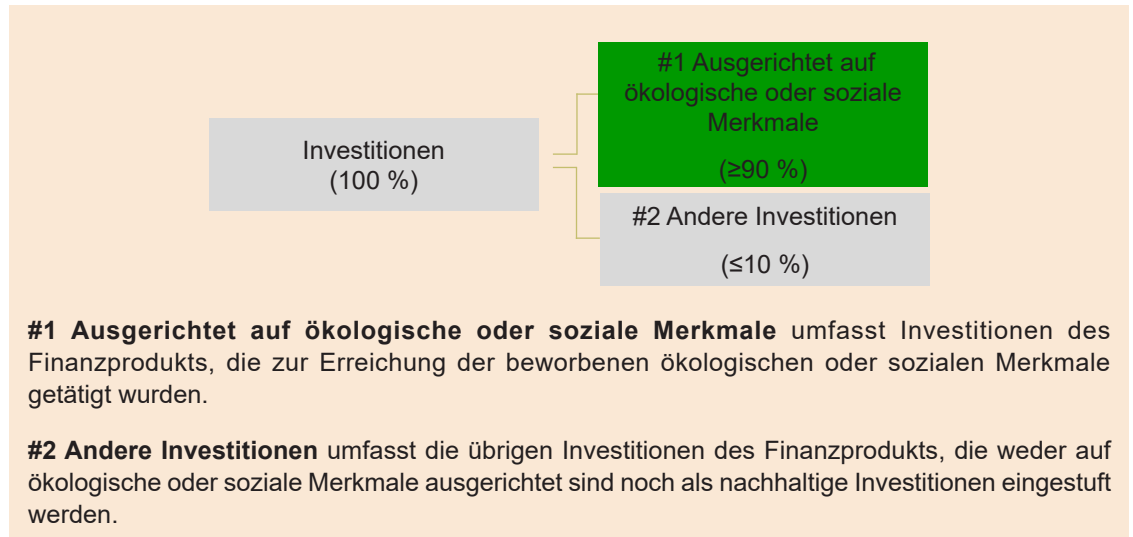 #1 Ausgerichtet auf
ökologische oder soziale
Merkmale
(≥90 %)
Investitionen
(100 %)
#2 Andere Investitionen
(≤10 %)
#1 Ausgerichtet auf ökologische oder soziale Merkmale umfasst Investitionen des
Finanzprodukts, die zur Erreichung der beworbenen ökologischen oder sozialen Merkmale
getätigt wurden.
#2 Andere Investitionen umfasst die übrigen Investitionen des Finanzprodukts, die weder auf
ökologische oder soziale Merkmale ausgerichtet sind noch als nachhaltige Investitionen eingestuft
werden.